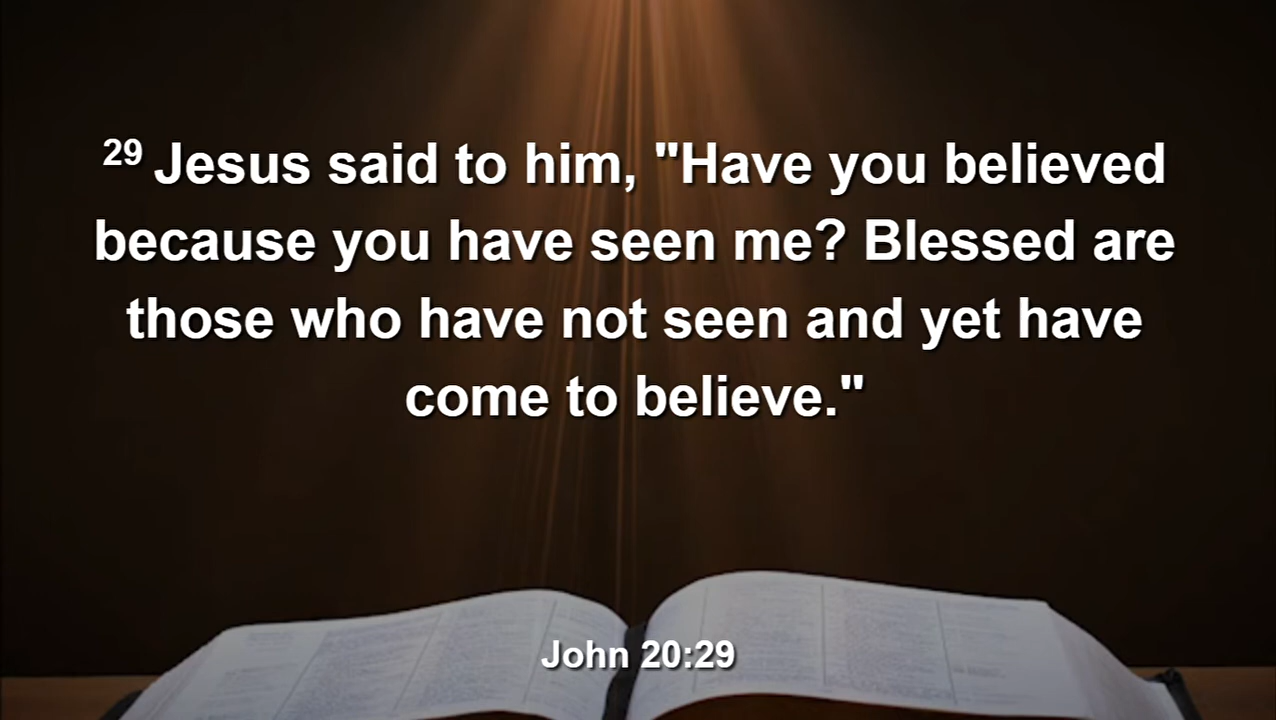 29 Jesus said to him, "Have you believed
because you have seen me? Blessed are
those who have not seen and yet have
come to believe."
John 20:29